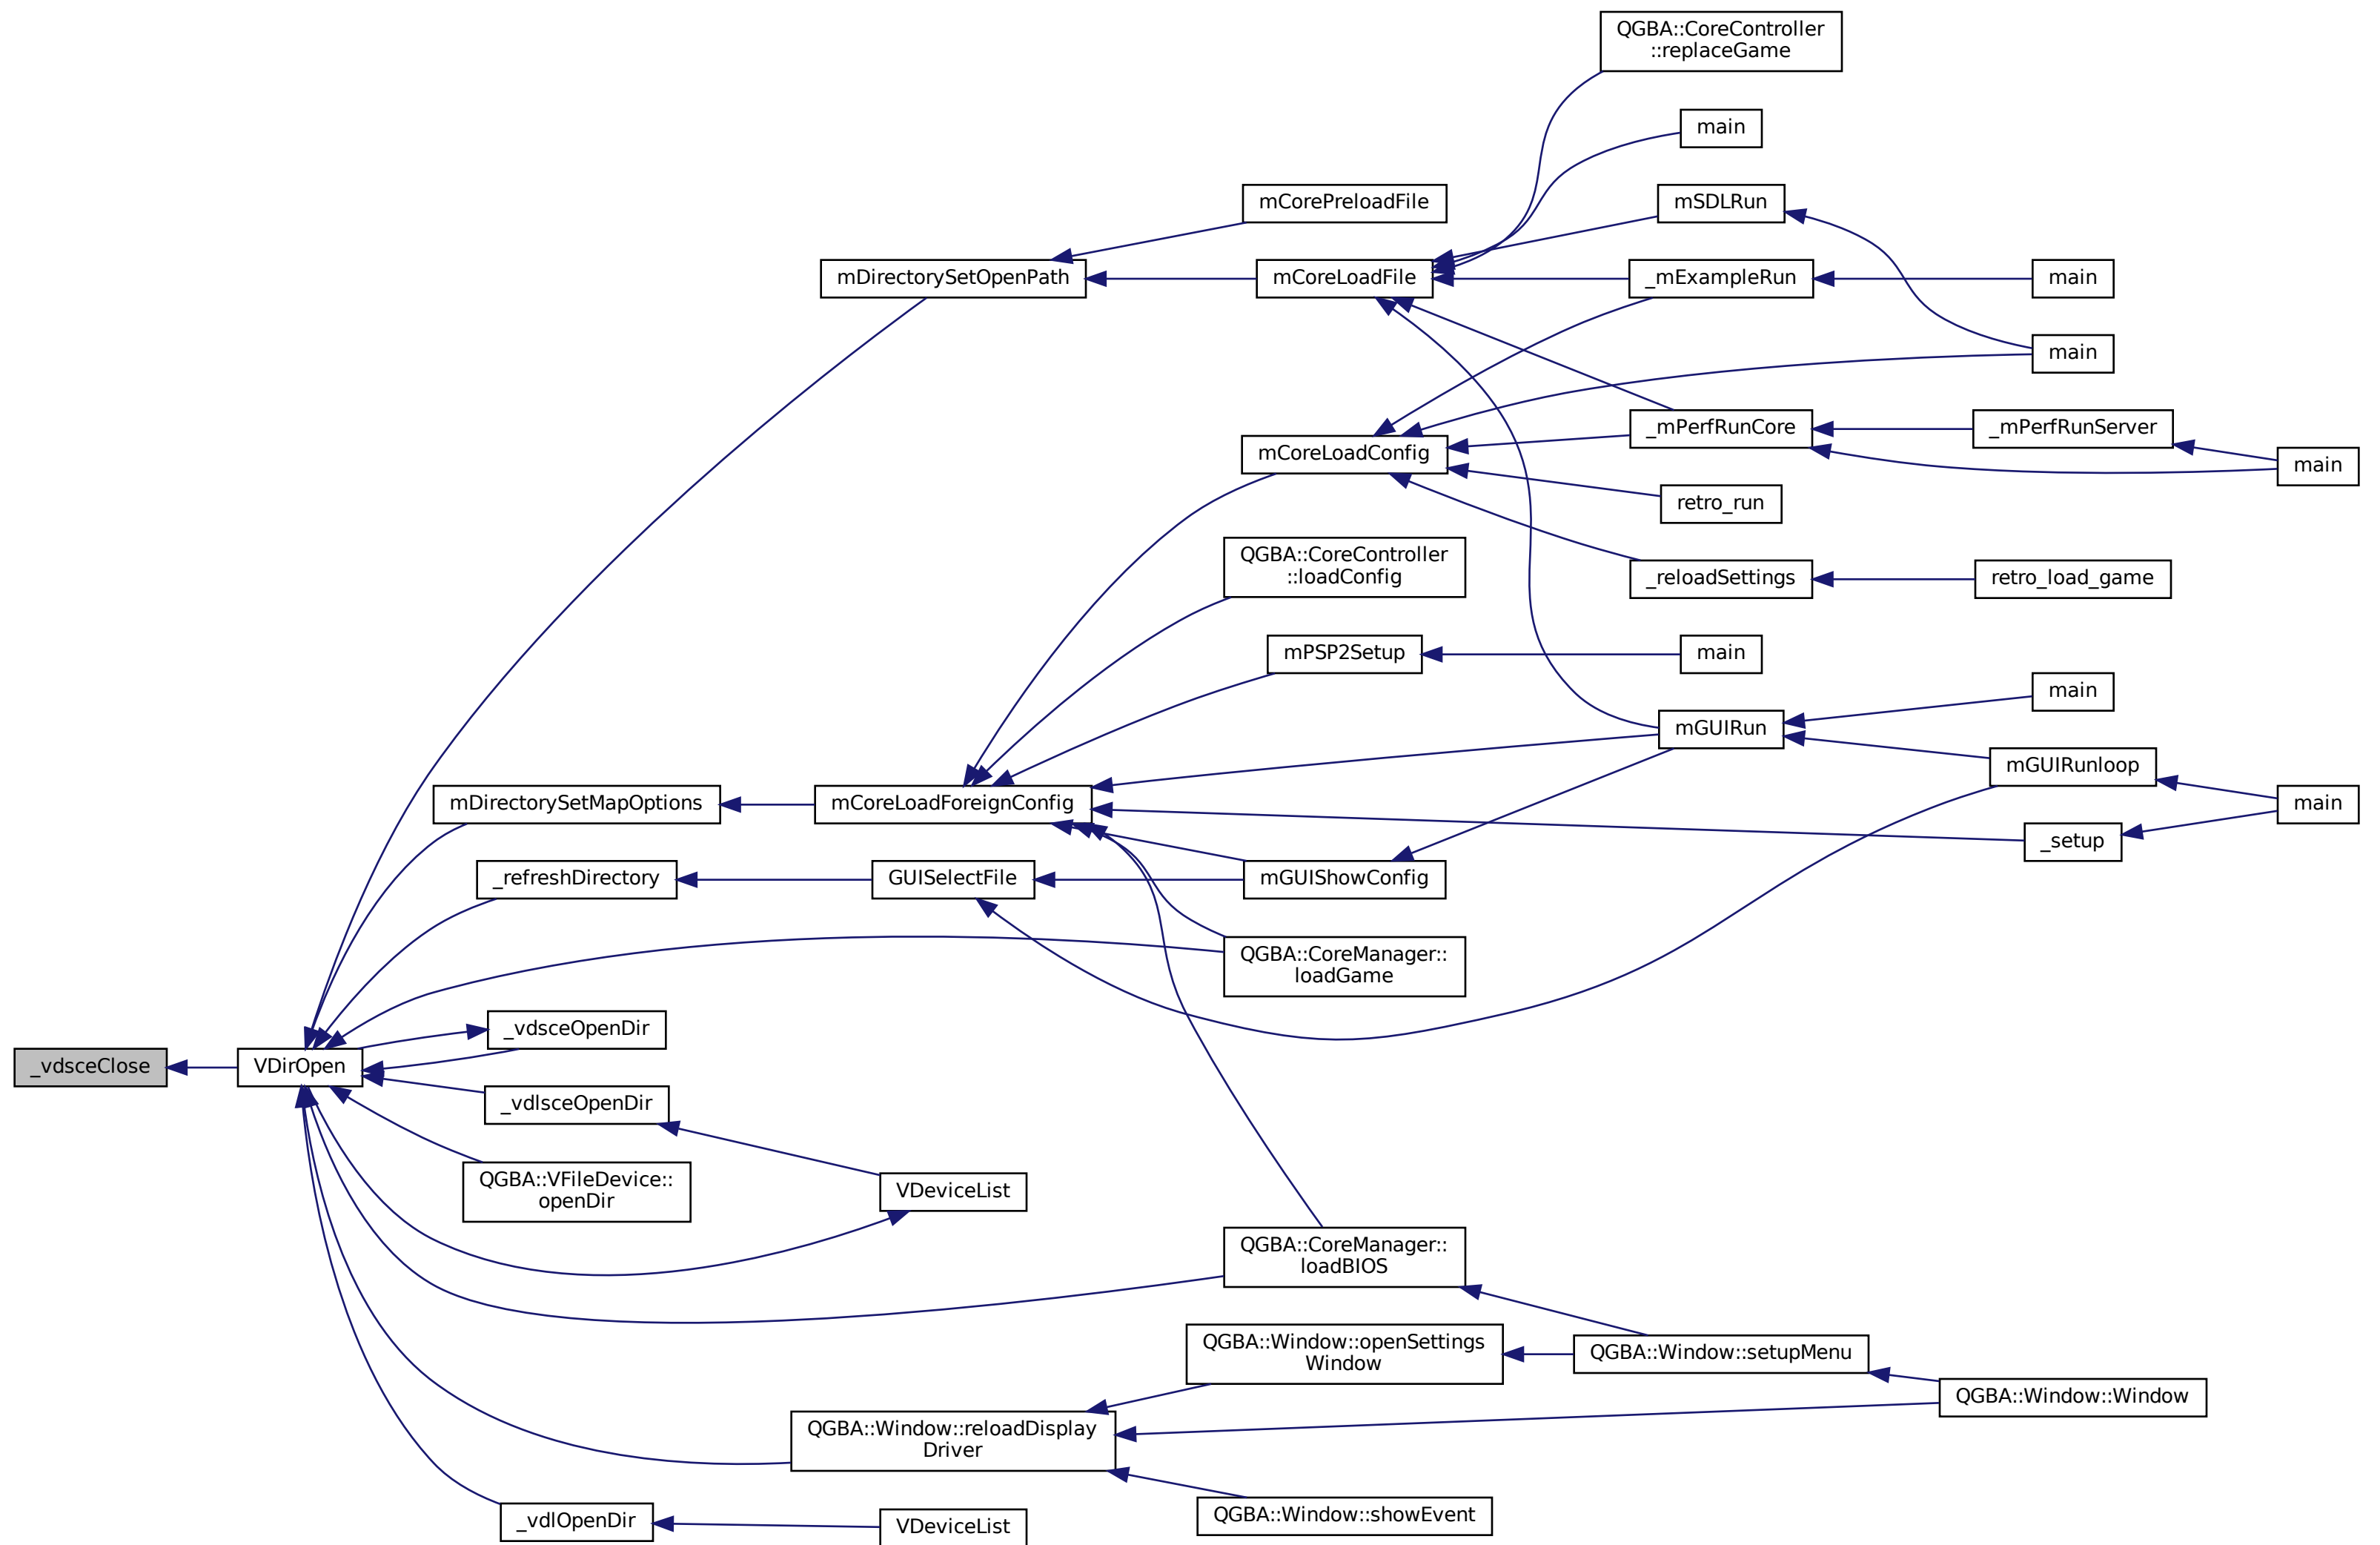 QGBA::CoreController
::replaceGame
main
mCorePreloadFile
mSDLRun
mDirectorySetOpenPath
mCoreLoadFile
_mExampleRun
main
main
mCoreLoadConfig
_mPerfRunCore
_mPerfRunServer
main
retro_run
QGBA::CoreController
::loadConfig
_reloadSettings
retro_load_game
mPSP2Setup
main
main
mGUIRun
mGUIRunloop
mDirectorySetMapOptions
mCoreLoadForeignConfig
main
_setup
_refreshDirectory
GUISelectFile
mGUIShowConfig
QGBA::CoreManager::
loadGame
_vdsceOpenDir
_vdsceClose
VDirOpen
_vdlsceOpenDir
QGBA::VFileDevice::
openDir
VDeviceList
QGBA::CoreManager::
loadBIOS
QGBA::Window::openSettings
Window
QGBA::Window::setupMenu
QGBA::Window::Window
QGBA::Window::reloadDisplay
Driver
QGBA::Window::showEvent
_vdlOpenDir
VDeviceList